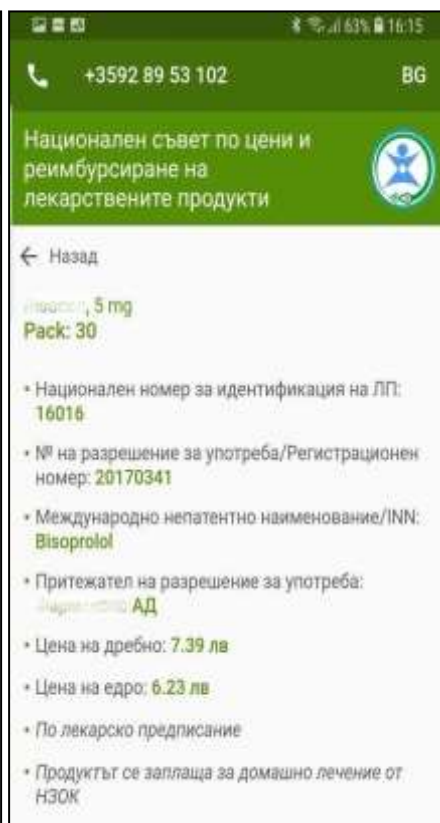 63% 16:15
+3592 89 53 102 BG
Национален съвет по цени и
реимбурсиране на
лекарствените продукти
← Назад
, 5 mg
Pack: 30
• Национален номер за идентификация на ЛП:
16016
• № на разрешение за употреба/Регистрационен
номер: 20170341
• Международно непатентно наименование/INN:
Bisoprolol
• Притежател на разрешение за употреба:
АД
• Цена на дребно: 7.39 лв
• Цена на едро: 6.23 лв
• По лекарско предписание
• Продуктът се заплаща за домашно лечение от
НЗОК